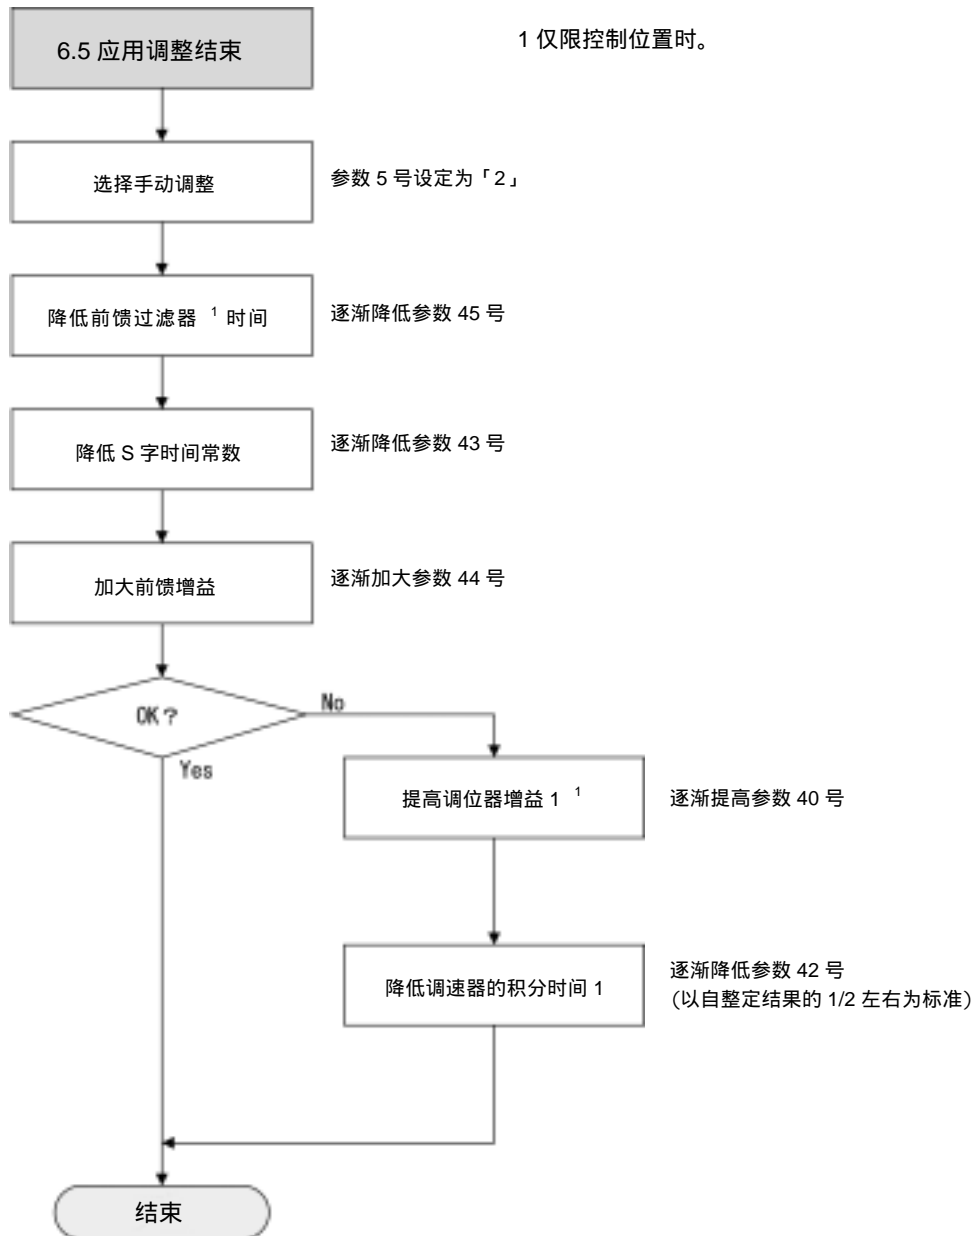 6.5 应用调整结束
1 仅限控制位置时。
选择手动调整
参数 5 号设定为「2」
降低前馈过滤器 1 时间
逐渐降低参数 45 号
降低 S 字时间常数
逐渐降低参数 43 号
加大前馈增益
逐渐加大参数 44 号
OK?
No
Yes
提高调位器增益 1 1
逐渐提高参数 40 号
降低调速器的积分时间 1
逐渐降低参数 42 号
(以自整定结果的 1/2 左右为标准)
结束